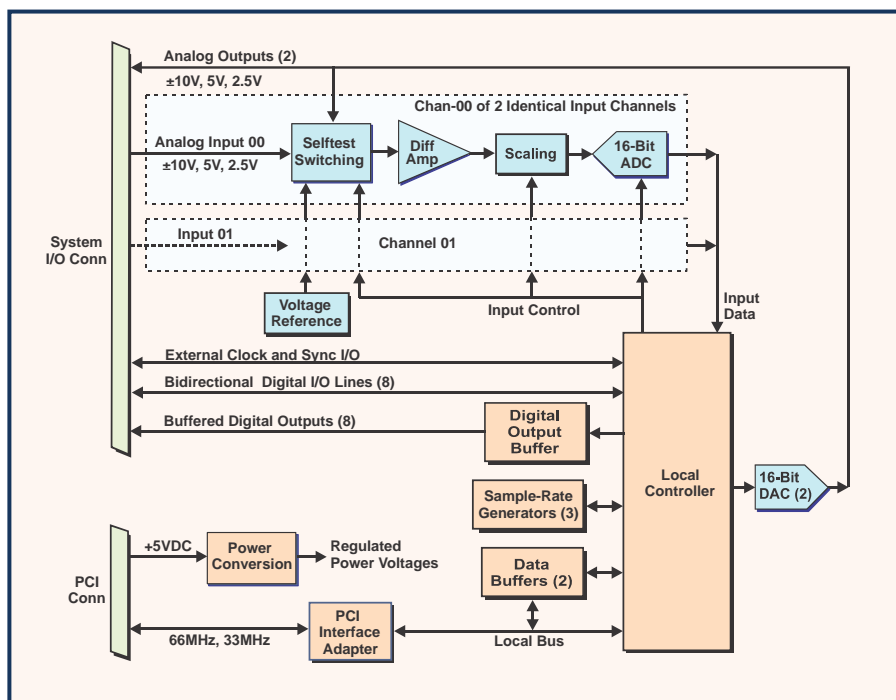 Analog Outputs (2)
±10V, 5V, 2.5V
Chan-00 of 2 Identical Input Channels
Analog Input 00
±10V, 5V, 2.5V
Selftest
Switching
Diff
Amp
Scaling
16-Bit
ADC
Input 01
Channel 01
System
I/O Conn
Voltage
Reference
Input Control
Input
Data
External Clock and Sync I/O
Bidirectional Digital I/O Lines (8)
Buffered Digital Outputs (8)
Digital
Output
Buffer
Local
Controller
16-Bit
DAC (2)
Sample-Rate
Generators (3)
+5VDC
Power
Conversion
Regulated
Power Voltages
Data
Buffers (2)
PCI
Conn
66MHz, 33MHz
PCI
Interface
Adapter
Local Bus